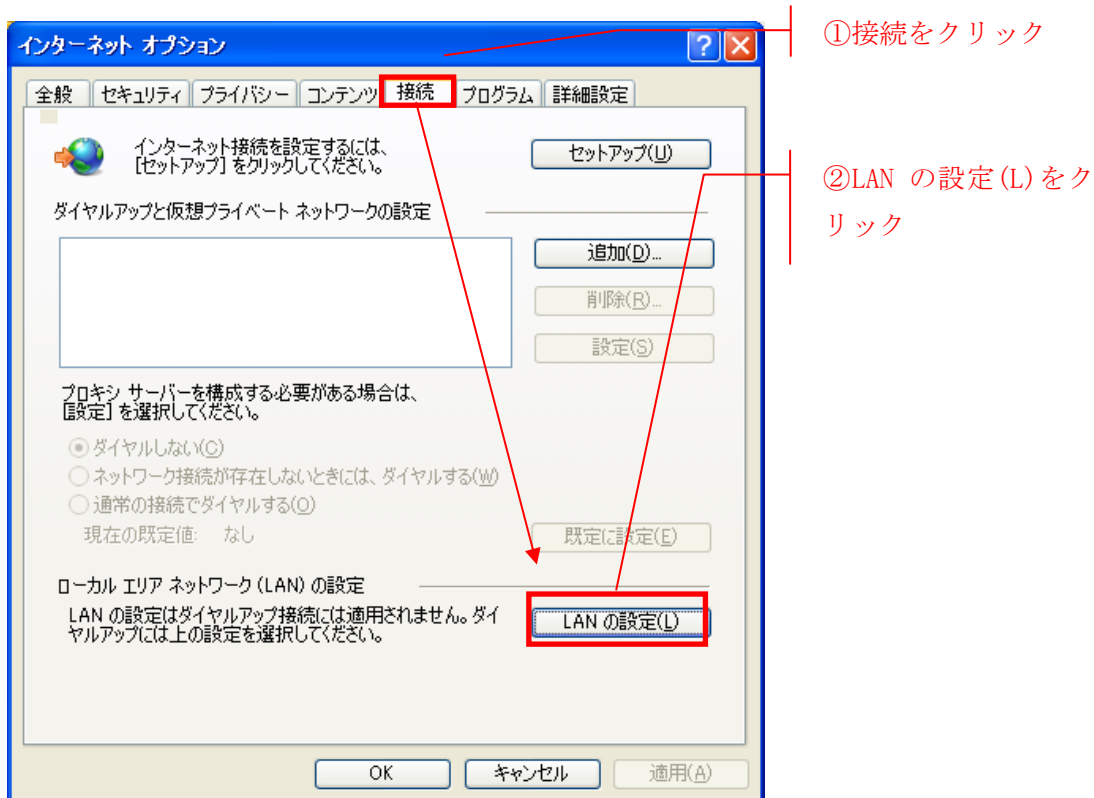 インターネット オプション
①接続をクリック
全般 セキュリティ プライバシー コンテンツ 接続 プログラム 詳細設定
インターネット接続を設定するには、
[セットアップ] をクリックしてください。
セットアップ(U)
②LAN の設定(L)をク
リック
ダイヤルアップと仮想プライベート ネットワークの設定
追加(D)...
削除(R)...
設定(S)
プロキシ サーバーを構成する必要がある場合は、
[設定] を選択してください。
ダイヤルしない(C)
ネットワーク接続が存在しないときには、ダイヤルする(W)
通常の接続でダイヤルする(O)
現在の既定値: なし
既定に設定(E)
ローカル エリア ネットワーク (LAN) の設定
LAN の設定はダイヤルアップ接続には適用されません。ダイ
ヤルアップには上の設定を選択してください。
LAN の設定(L)
OK キャンセル 適用(A)